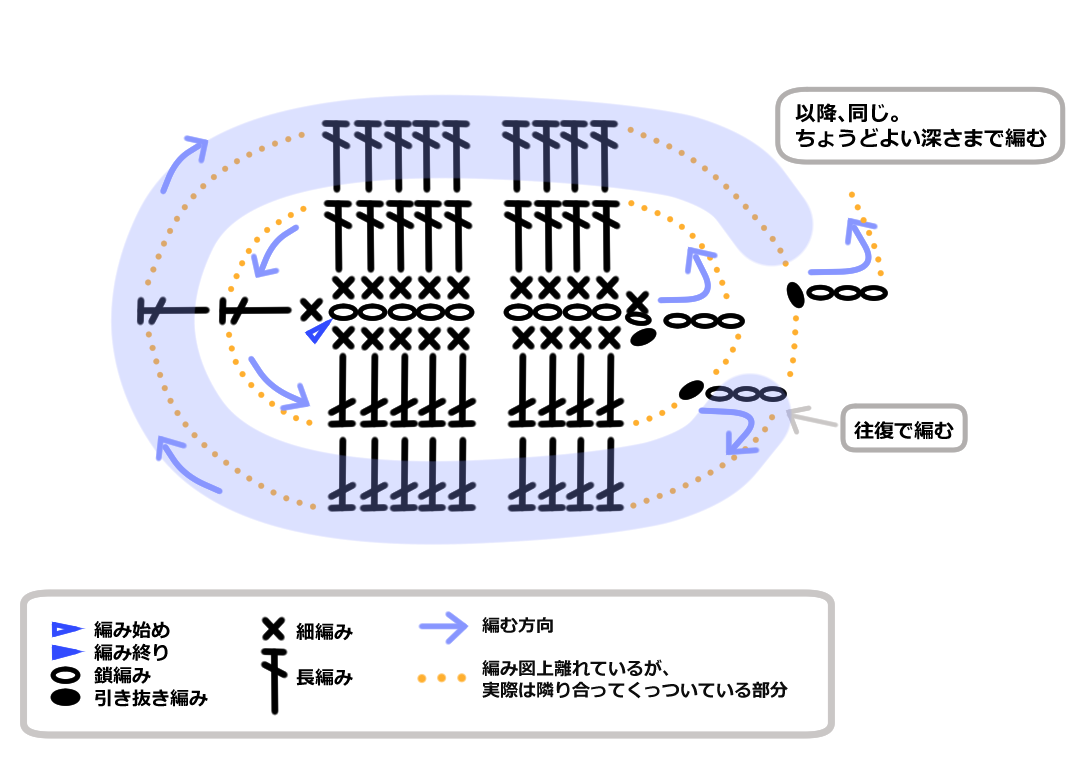 以降、同じ。
ちょうどよい深さまで編む
往復で編む
編み始め
編み終り
鎖編み
引き抜き編み
細編み
長編み
編む方向
編み図上離れているが、
実際は隣り合ってくっついている部分